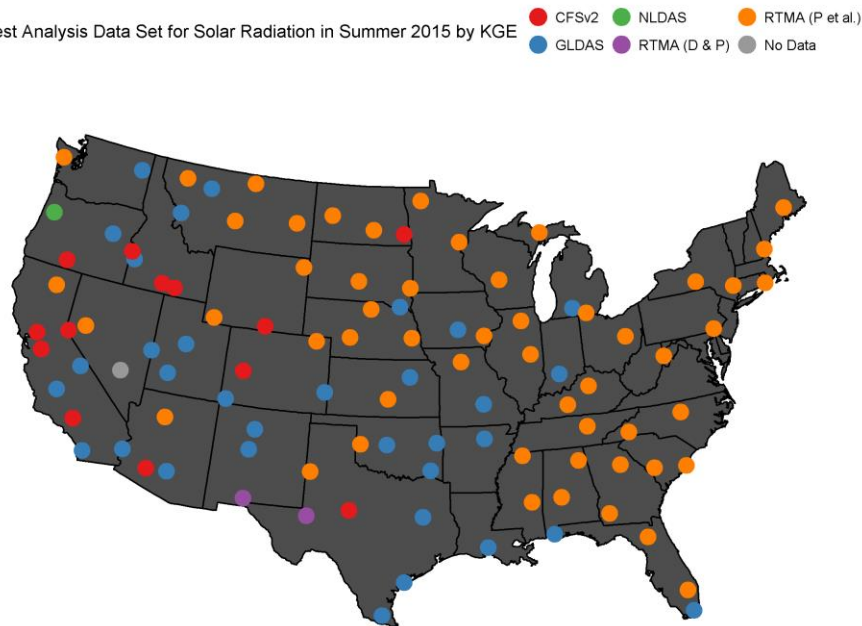 est Analysis Data Set for Solar Radiation in Summer 2015 by KGE
CFSv2
NLDAS
RTMA (P et al.)
GLDAS
RTMA (D & P)
No Data